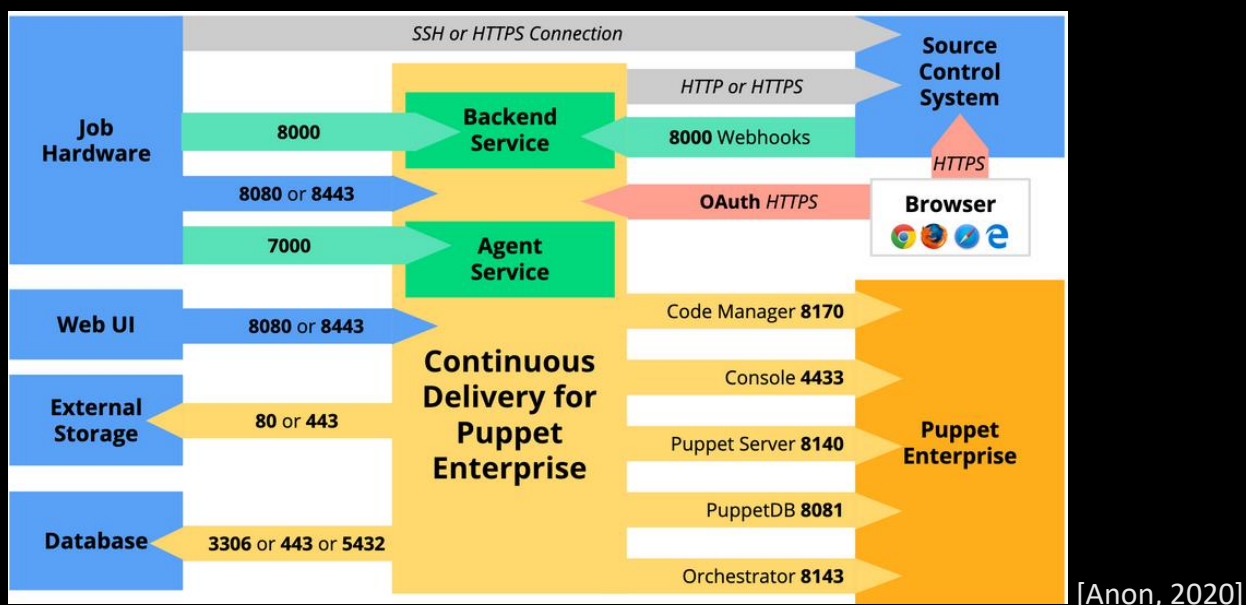 SSH or HTTPS Connection
Source
Control
System
HTTP or HTTPS
Job
Hardware
8000
Backend
Service
8000 Webhooks
HTTPS
8080 or 8443
OAuth HTTPS
Browser
7000
Agent
Service
Web UI
8080 or 8443
Code Manager 8170
Continuous
Delivery for
Puppet
Enterprise
Console 4433
External
Storage
80 or 443
Puppet Server 8140
Puppet
Enterprise
PuppetDB 8081
Database
3306 or 443 or 5432
Orchestrator 8143
[Anon, 2020]